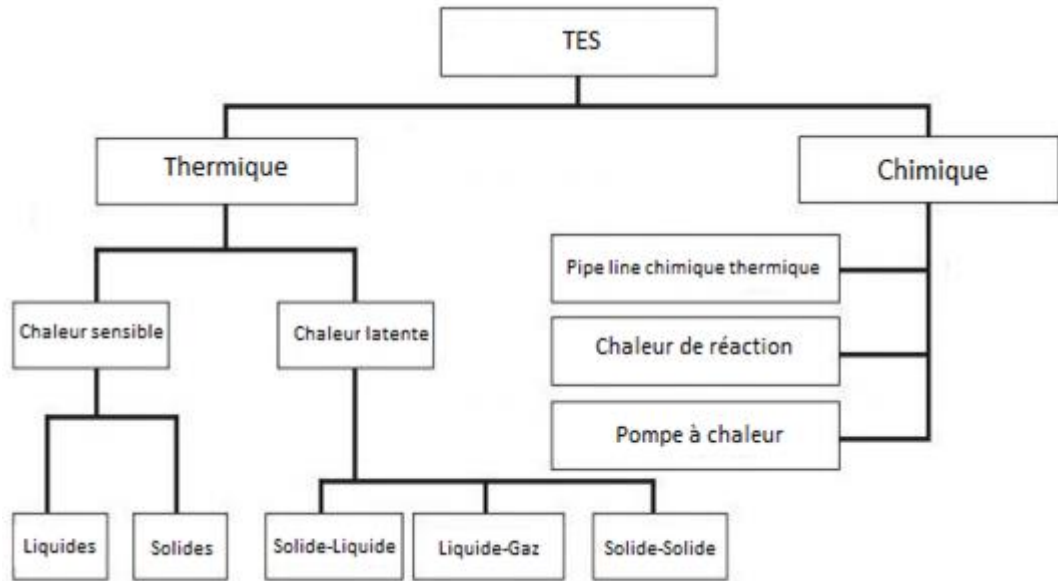 TES
Thermique
Chimique
Pipe line chimique thermique
Chaleur sensible
Chaleur latente
Chaleur de réaction
Pompe à chaleur
Liquides
Solides
Solide-Liquide
Liquide-Gaz
Solide-Solide